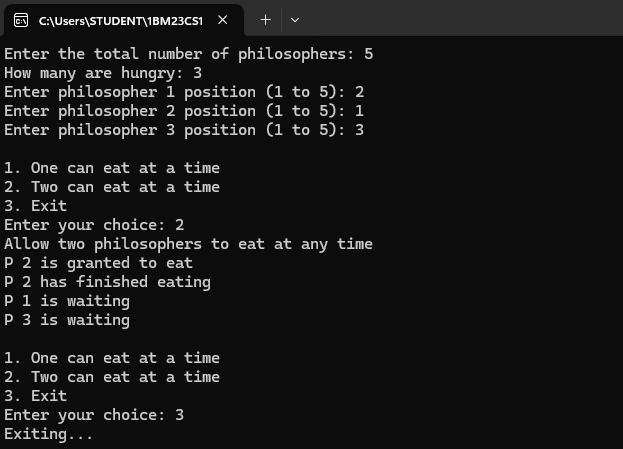 C:\Users\STUDENT\1BM23CS1
Enter the total number of philosophers: 5
How many are hungry: 3
Enter philosopher 1 position (1 to 5): 2
Enter philosopher 2 position (1 to 5): 1
Enter philosopher 3 position (1 to 5): 3
1. One can eat at a time
2. Two can eat at a time
3. Exit
Enter your choice: 2
Allow two philosophers to eat at any time
P 2 is granted to eat
P 2 has finished eating
P 1 is waiting
P 3 is waiting
1. One can eat at a time
2. Two can eat at a time
3. Exit
Enter your choice: 3
Exiting...